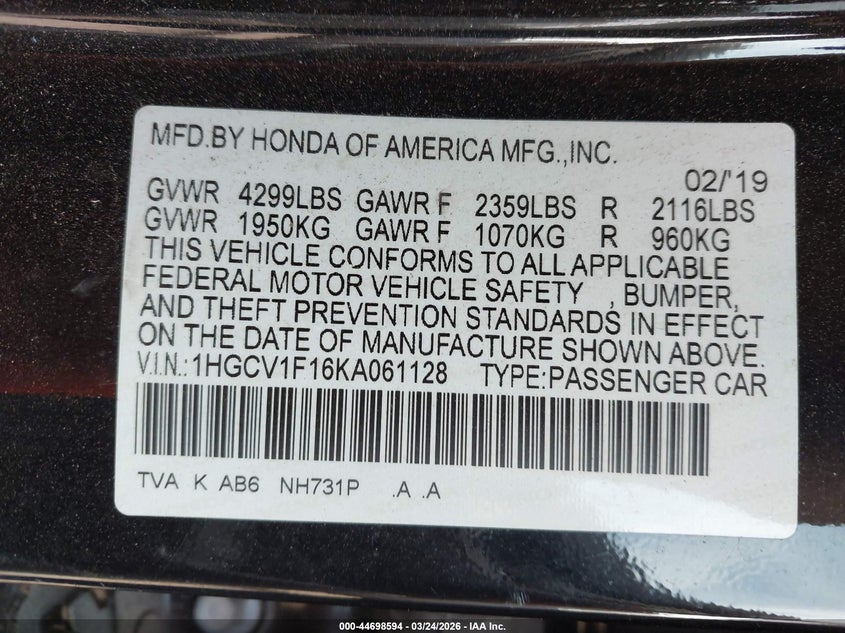 MFD.BY HONDA OF AMERICA MFG.,INC.
02/'19
GVWR 4299LBS GAWR F 2359LBS R 2116LBS
GVWR 1950KG GAWR F 1070KG R 960KG
THIS VEHICLE CONFORMS TO ALL APPLICABLE
FEDERAL MOTOR VEHICLE SAFETY , BUMPER,
AND THEFT PREVENTION STANDARDS IN EFFECT
ON THE DATE OF MANUFACTURE SHOWN ABOVE.
V.I.N.:1HGCV1F16KA061128 TYPE:PASSENGER CAR
TVA K AB6 NH731P .A .A
000-44698594 - 03/24/2026 - IAA Inc.